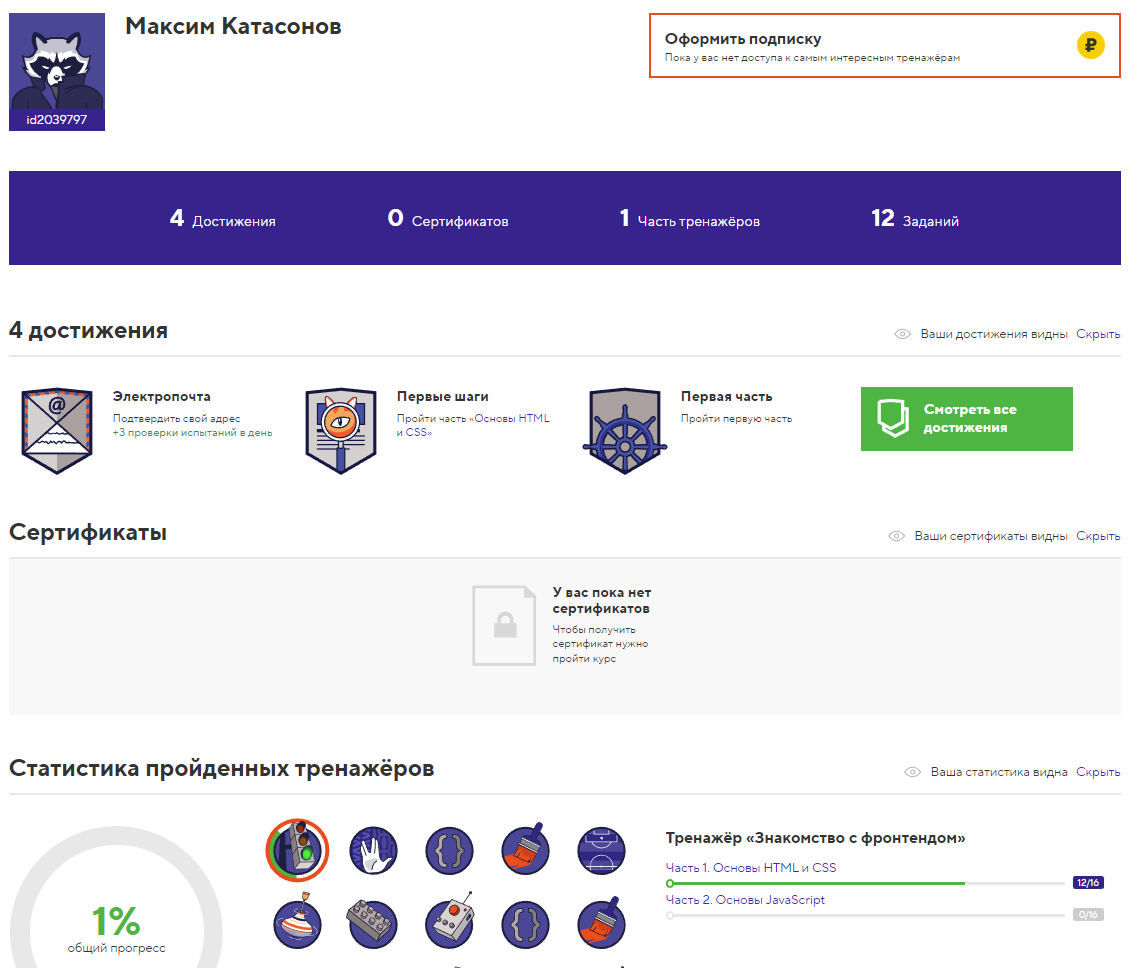 Максим Катасонов
id2039797
Оформить подписку
Пока у вас нет доступа к самым интересным тренажёрам
₽
4 Достижения
0 Сертификатов
1 Часть тренажёров
12 Заданий
4 достижения
Ваши достижения видны Скрыть
@
Электропочта
Подтвердить свой адрес
+3 проверки испытаний в день
Первые шаги
Пройти часть «Основы HTML
и CSS»
Первая часть
Пройти первую часть
Смотреть все
достижения
Сертификаты
Ваши сертификаты видны Скрыть
У вас пока нет
сертификатов
Чтобы получить
сертификат нужно
пройти курс
Статистика пройденных тренажёров
Ваша статистика видна Скрыть
1%
общий прогресс
{}
{}
Тренажёр «Знакомство с фронтендом»
Часть 1. Основы HTML и CSS
12/16
Часть 2. Основы JavaScript
0/16